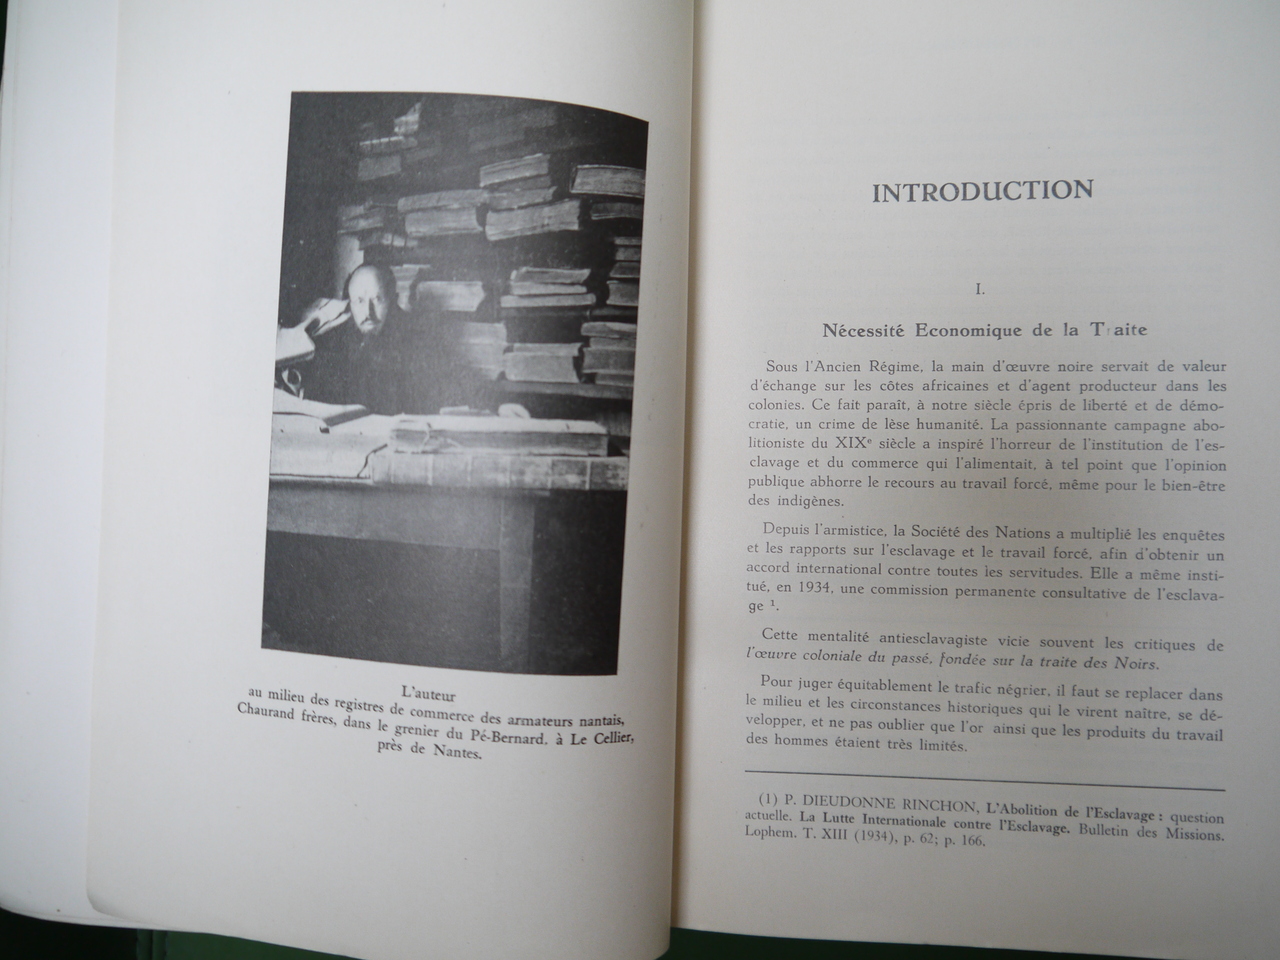 L'auteur
au milieu des registres de commerce des armateurs nantais,
Chaurand frères, dans le grenier du Pé-Bernard, à Le Cellier,
près de Nantes.
INTRODUCTION
I.
Nécessité Economique de la Traite
Sous l'Ancien Régime, la main d'œuvre noire servait de valeur
d'échange sur les côtes africaines et d'agent producteur dans les
colonies. Ce fait paraît, à notre siècle épris de liberté et de démo-
cratie, un crime de lèse humanité. La passionnante campagne abo-
litioniste du XIXe siècle a inspiré l'horreur de l'institution de l'es-
clavage et du commerce qui l'alimentait, à tel point que l'opinion
publique abhorre le recours au travail forcé, même pour le bien-être
des indigènes.
Depuis l'armistice, la Société des Nations a multiplié les enquêtes
et les rapports sur l'esclavage et le travail forcé, afin d'obtenir un
accord international contre toutes les servitudes. Elle a même insti-
tué, en 1934, une commission permanente consultative de l'esclava-
ge 1.
Cette mentalité antiesclavagiste vicie souvent les critiques de
l'œuvre coloniale du passé, fondée sur la traite des Noirs.
Pour juger équitablement le trafic négrier, il faut se replacer dans
le milieu et les circonstances historiques qui le virent naître, se dé-
velopper, et ne pas oublier que l'or ainsi que les produits du travail
des hommes étaient très limités.
(1) P. DIEUDONNE RINCHON, L'Abolition de l'Esclavage : question
actuelle. La Lutte Internationale contre l'Esclavage. Bulletin des Missions.
Lophem. T. XIII (1934), p. 62; p. 166.